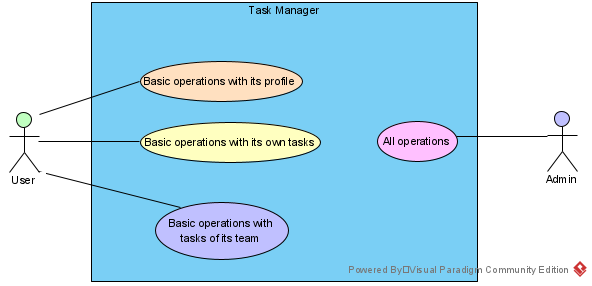 Task Manager
Basic operations with its profile
Basic operations with its own tasks
All operations
User
Admin
Basic operations with
tasks of its team
Powered By□Visual Paradigm Community Edition